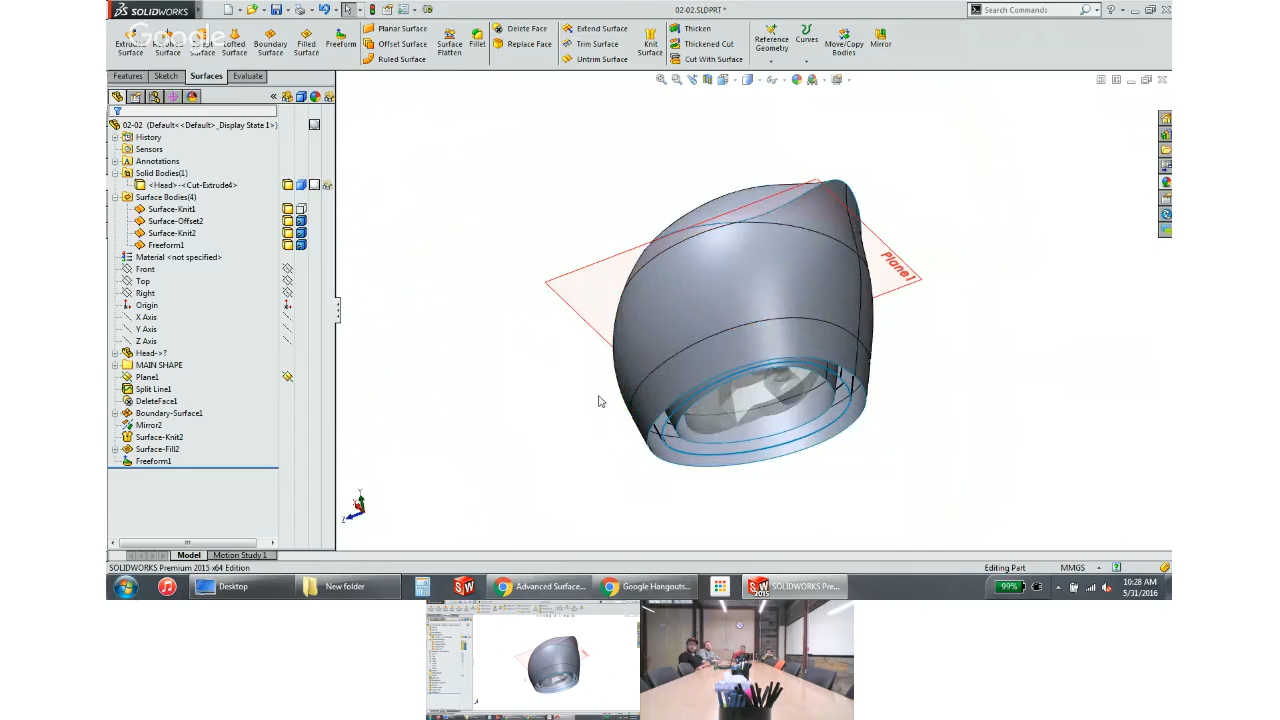 SOLIDWORKS
02-02.SLDPRT *
Search Commands
Google
Extruded Surface
Revolved Surface
Swept Surface
Lofted Surface
Boundary Surface
Filled Surface
Freeform
Planar Surface
Offset Surface
Ruled Surface
Surface Flatten
Fillet
Delete Face
Replace Face
Extend Surface
Trim Surface
Untrim Surface
Knit Surface
Thicken
Thickened Cut
Cut With Surface
Reference Geometry
Curves
Move/Copy Bodies
Mirror
Features
Sketch
Surfaces
Evaluate
02-02 (Default<<Default>_Display State 1>)
History
Sensors
Annotations
Solid Bodies(1)
<Head>-<Cut-Extrude4>
Surface Bodies(4)
Surface-Knit1
Surface-Offset2
Surface-Knit2
Freeform1
Material <not specified>
Front
Top
Right
Origin
X Axis
Y Axis
Z Axis
Head->?
MAIN SHAPE
Plane1
Split Line1
DeleteFace1
Boundary-Surface1
Mirror2
Surface-Knit2
Surface-Fill2
Freeform1
Plane1
Y
X
Z
Model
Motion Study 1
SOLIDWORKS Premium 2015 x64 Edition
Editing Part
MMGS
Desktop
New folder
Advanced Surface...
Google Hangouts...
SOLIDWORKS Pre...
99%
10:28 AM
5/31/2016